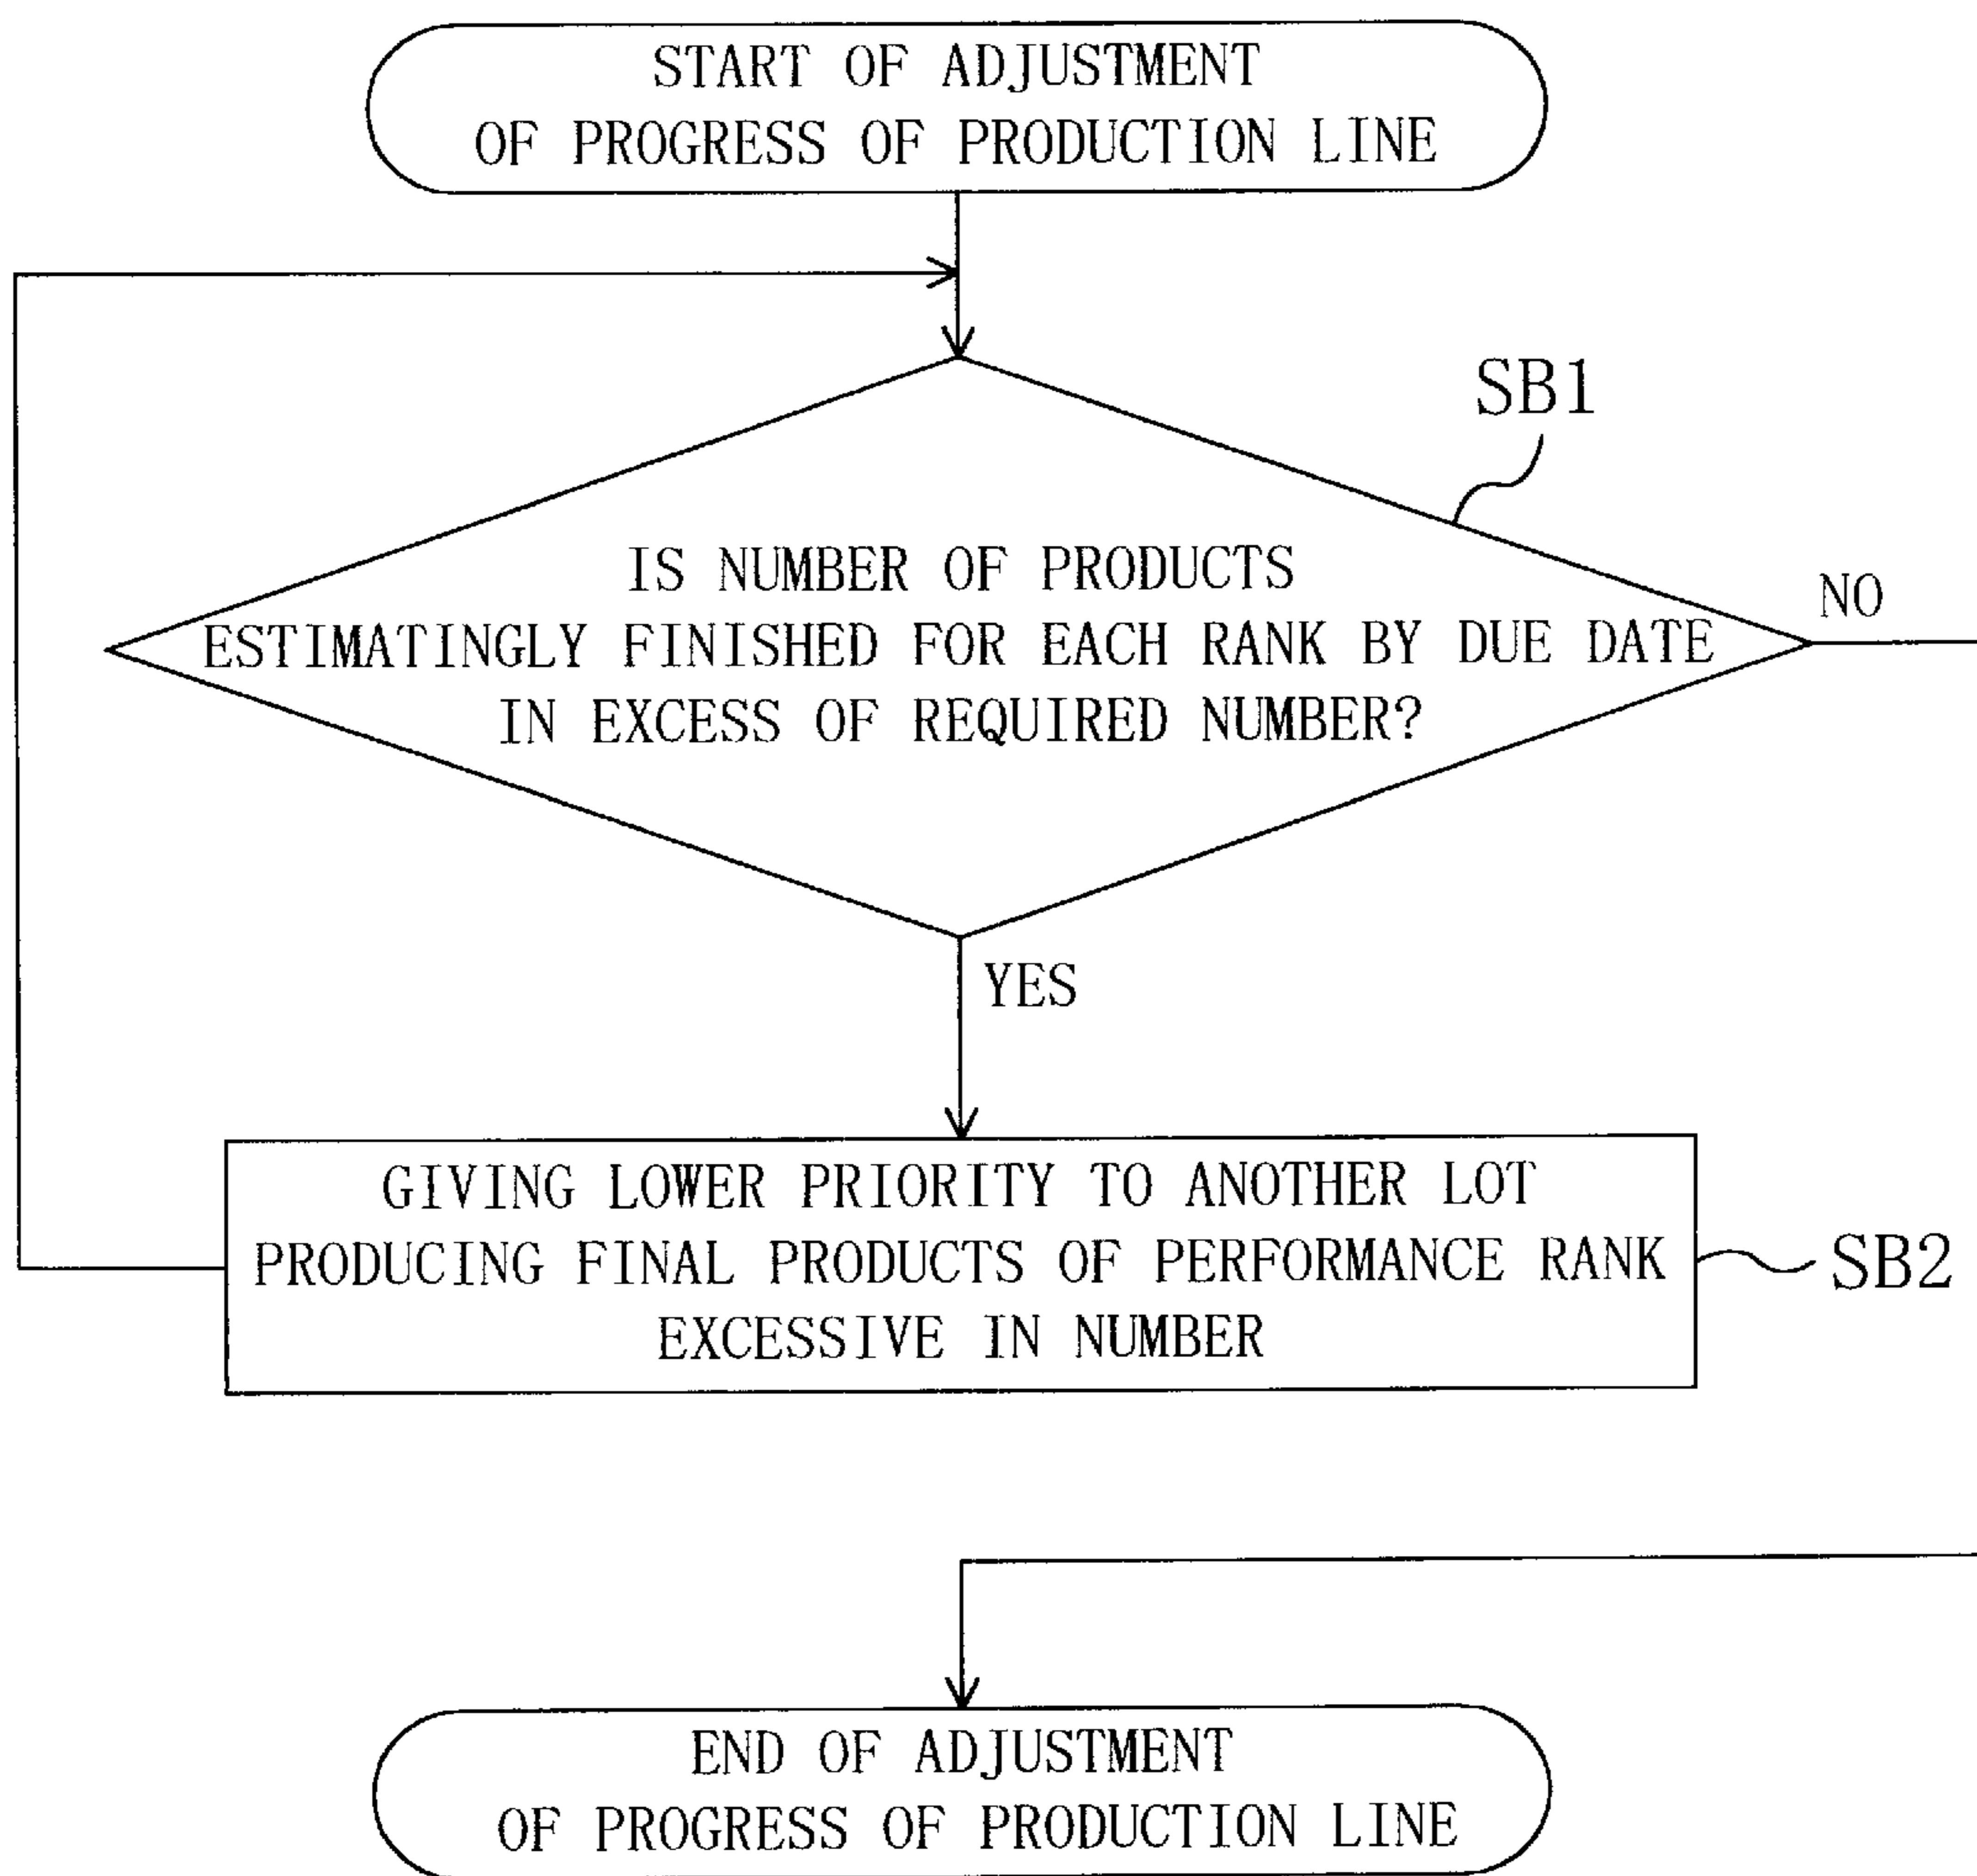 START OF ADJUSTMENT
OF PROGRESS OF PRODUCTION LINE
SB1
IS NUMBER OF PRODUCTS
ESTIMATINGLY FINISHED FOR EACH RANK BY DUE DATE
IN EXCESS OF REQUIRED NUMBER?
NO
YES
GIVING LOWER PRIORITY TO ANOTHER LOT
PRODUCING FINAL PRODUCTS OF PERFORMANCE RANK
EXCESSIVE IN NUMBER
SB2
END OF ADJUSTMENT
OF PROGRESS OF PRODUCTION LINE